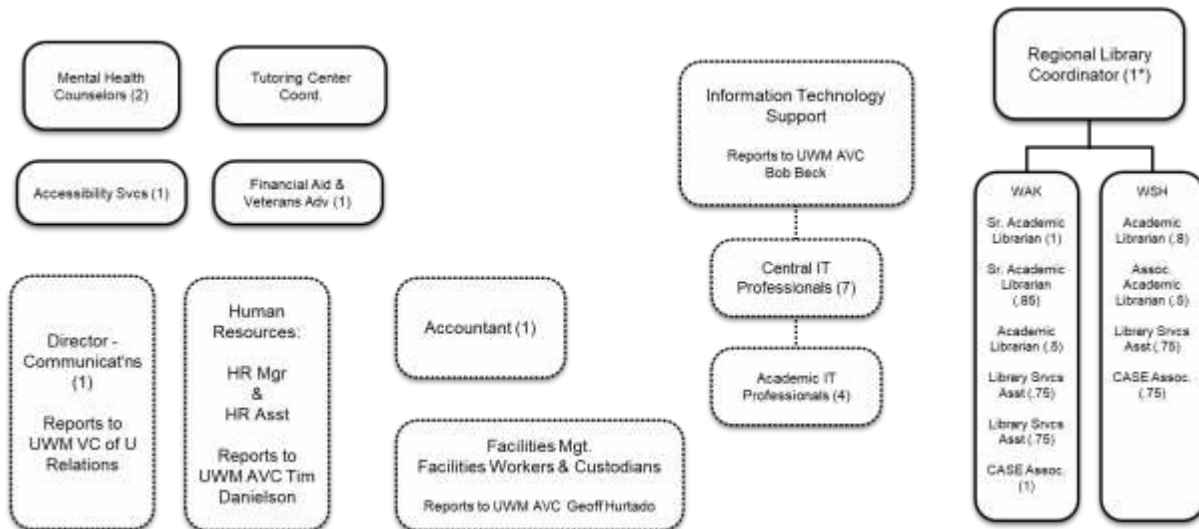 Mental Health
Counselors (2)
Tutoring Center
Coord.
Accessibility Svcs (1)
Financial Aid &
Veterans Adv (1)
Director -
Communicat'ns
(1)
Reports to
UWM VC of U
Relations
Human
Resources:
HR Mgr
&
HR Asst
Reports to
UWM AVC Tim
Danielson
Accountant (1)
Facilities Mgt.
Facilities Workers & Custodians
Reports to UWM AVC Geoff Hurtado
Information Technology
Support
Reports to UWM AVC
Bob Beck
Central IT
Professionals (7)
Academic IT
Professionals (4)
Regional Library
Coordinator (1*)
WAK
Sr. Academic
Librarian (1)
Sr. Academic
Librarian
(.85)
Academic
Librarian (.5)
Library Srvcs
Asst (.75)
Library Srvcs
Asst (.75)
CASE Assoc.
(1)
WSH
Academic
Librarian (.8)
Assoc.
Academic
Librarian (.5)
Library Srvcs
Asst (.75)
CASE Assoc.
(.75)